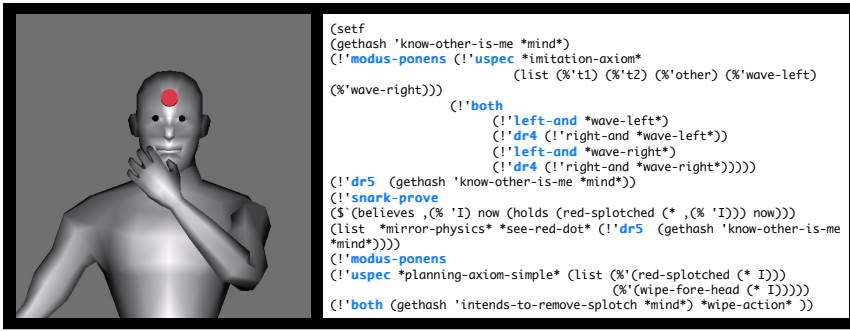 (setf
(gethash 'know-other-is-me *mind*)
(!'modus-ponens (!'uspec *imitation-axiom*
(list (%'t1) (%'t2) (%'other) (%'wave-left)
(%'wave-right)))
(!'both
(!'left-and *wave-left*)
(!'dr4 (!'right-and *wave-left*))
(!'left-and *wave-right*)
(!'dr4 (!'right-and *wave-right*)))))
(!'dr5  (gethash 'know-other-is-me *mind*))
(!'snark-prove
($`(believes ,(% 'I) now (holds (red-splotched (* ,(% 'I))) now)))
(list  *mirror-physics* *see-red-dot* (!'dr5  (gethash 'know-other-is-me
*mind*))))
(!'modus-ponens
(!'uspec *planning-axiom-simple* (list (%'(red-splotched (* I)))
(%'(wipe-fore-head (* I)))))
(!'both (gethash 'intends-to-remove-splotch *mind*) *wipe-action* ))